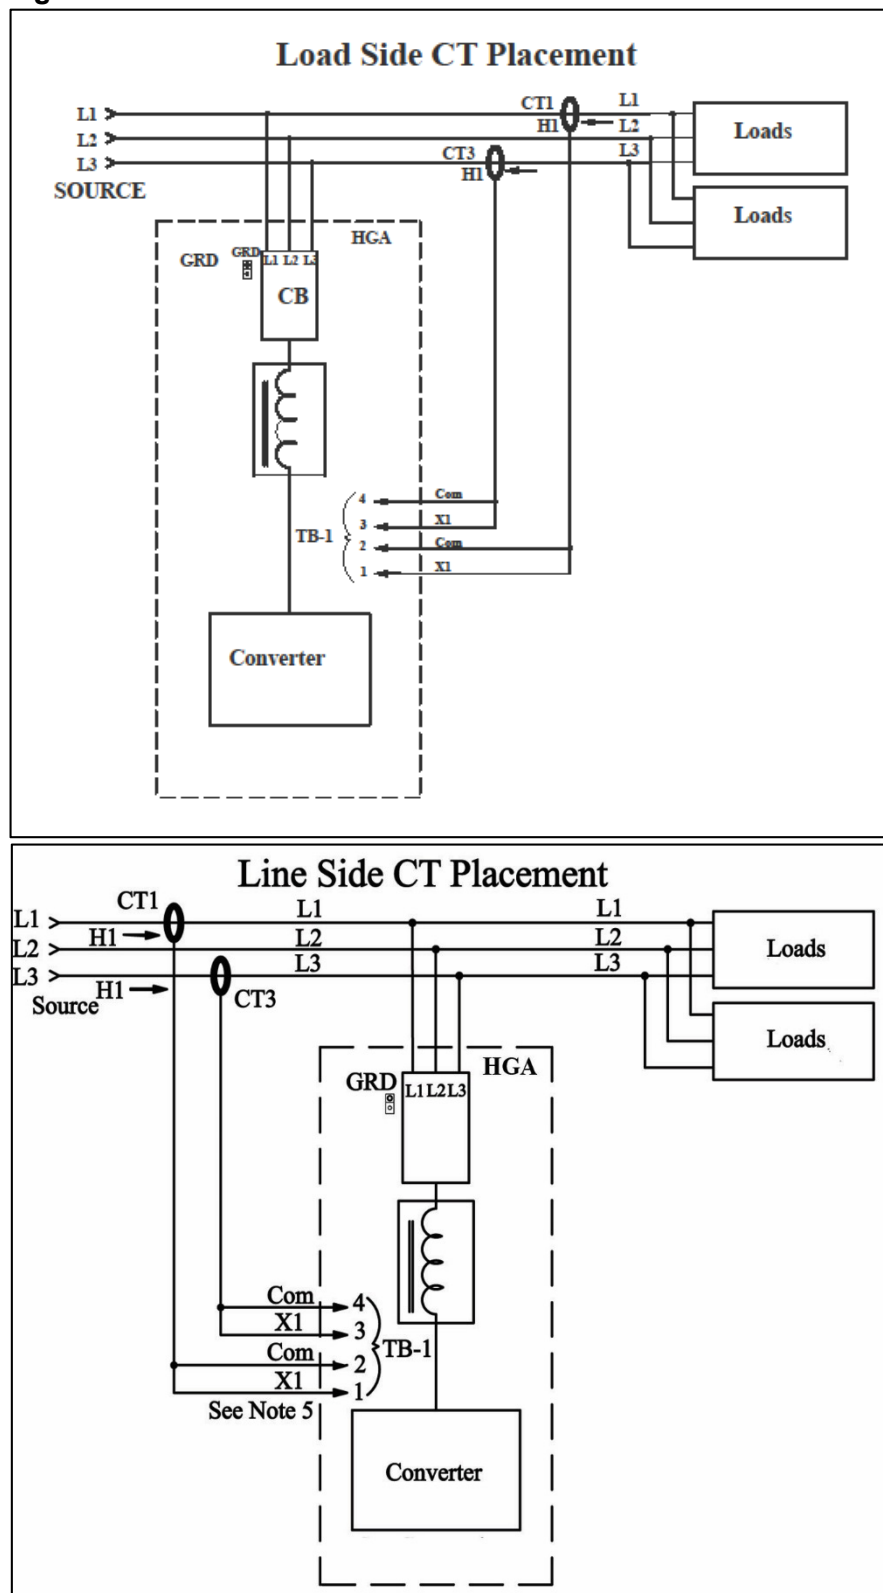 Load Side CT Placement
L1
L2
L3
SOURCE
CT1
H1
L1
L2
L3
CT3
H1
Loads
Loads
HGA
GRD
GRD
L1 L2 L3
CB
4
3
2
1
TB-1
Com
X1
Com
X1
Converter
Line Side CT Placement
L1
L2
L3
Source
CT1
H1
H1
CT3
L1
L2
L3
L1
L2
L3
Loads
Loads
HGA
GRD
L1 L2 L3
Com
X1
Com
X1
4
3
2
1
TB-1
See Note 5
Converter